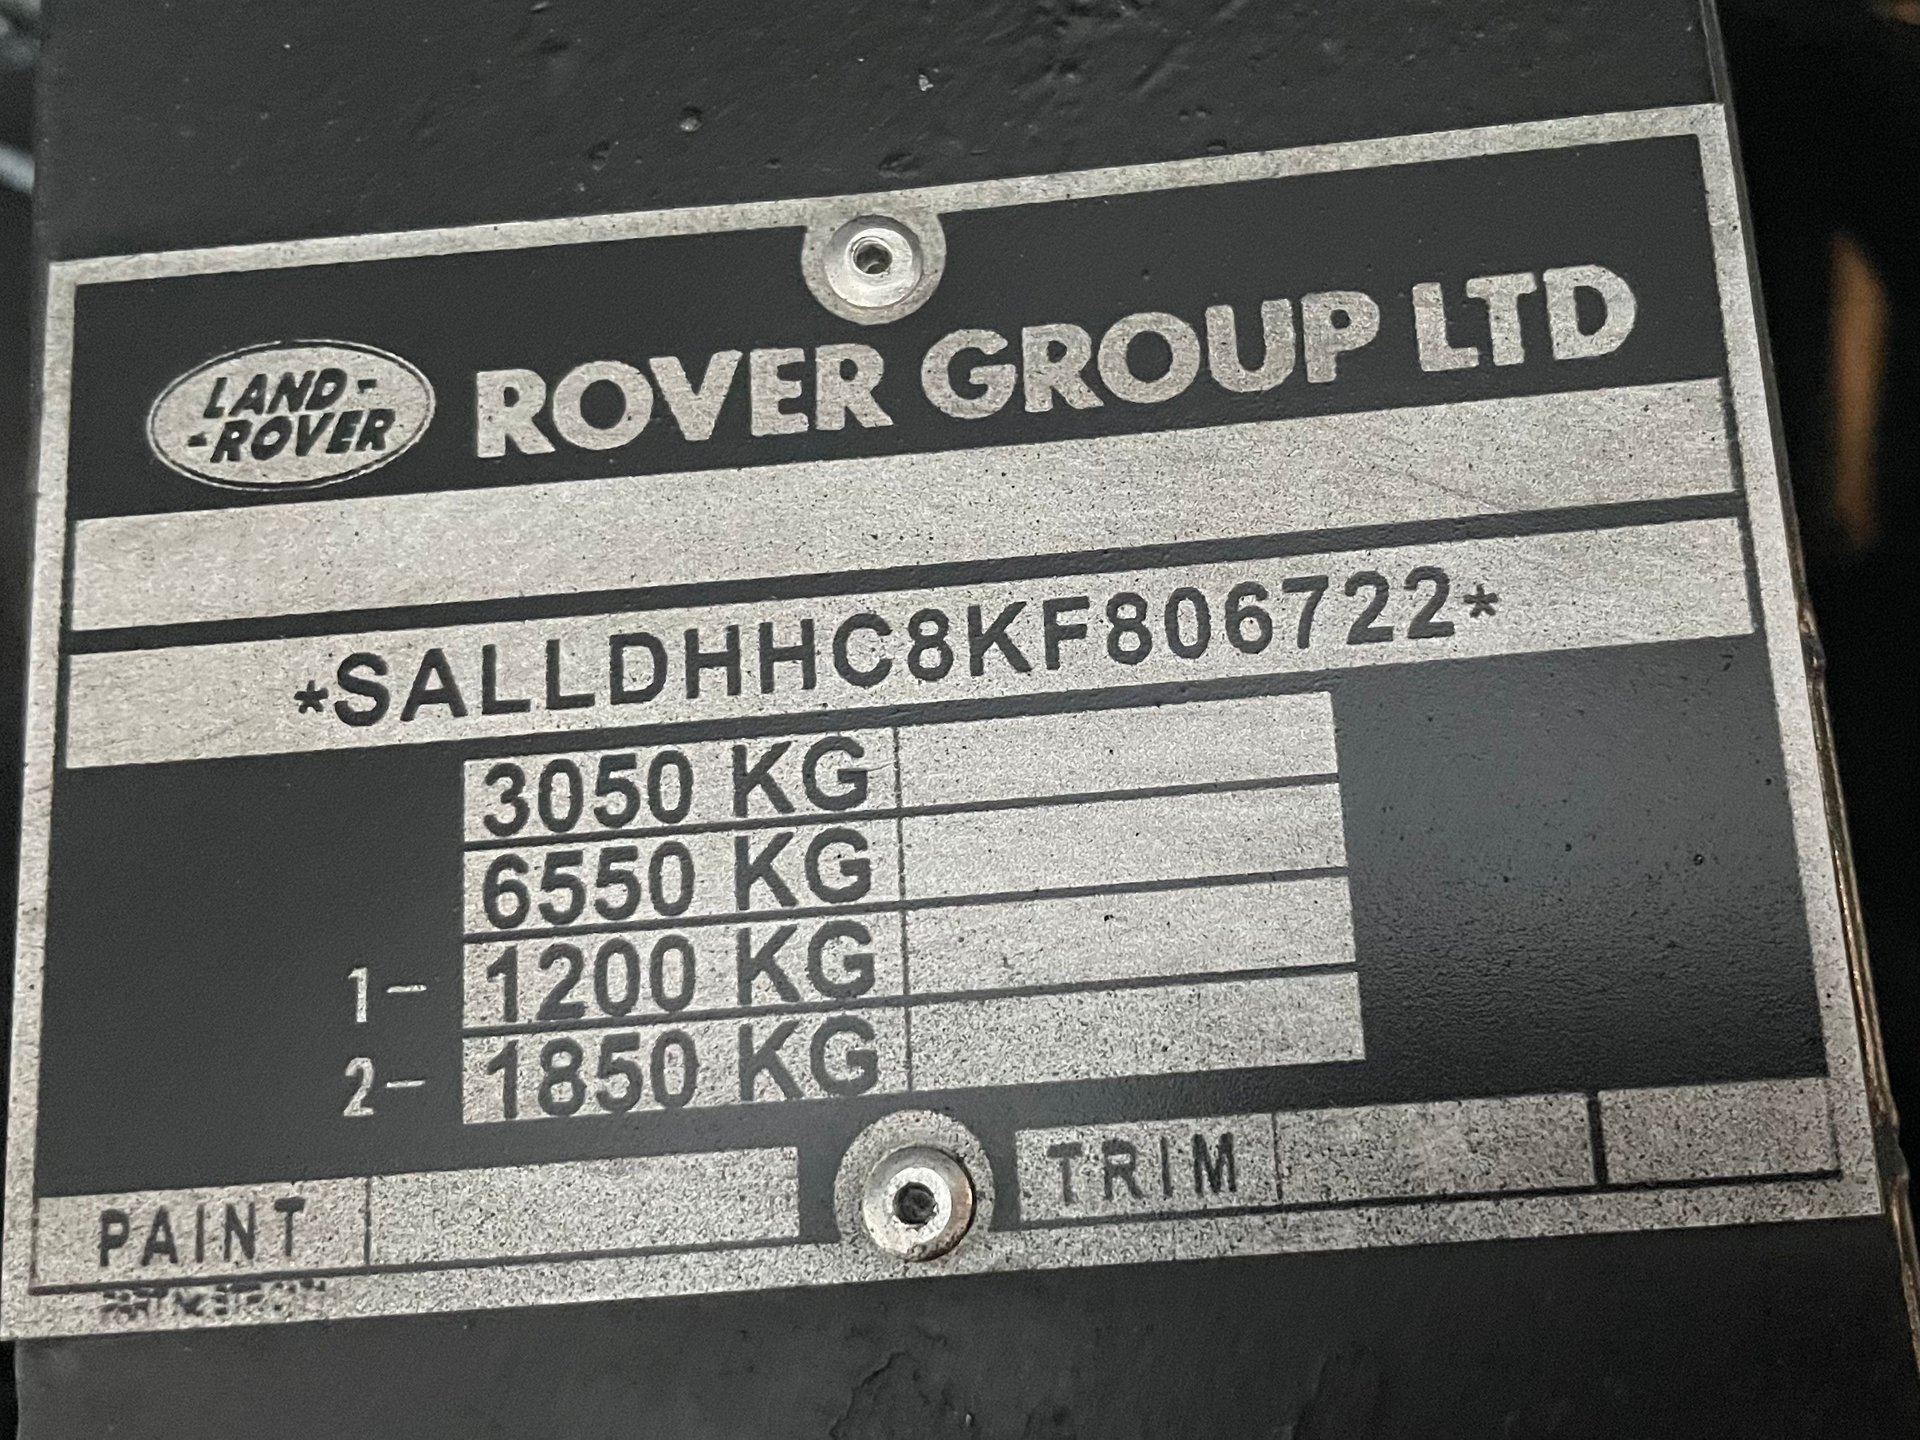 LAND-
-ROVER
ROVER GROUP LTD
*SALLDHHC8KF806722*
3050 KG
6550 KG
1- 1200 KG
2- 1850 KG
PAINT
TRIM